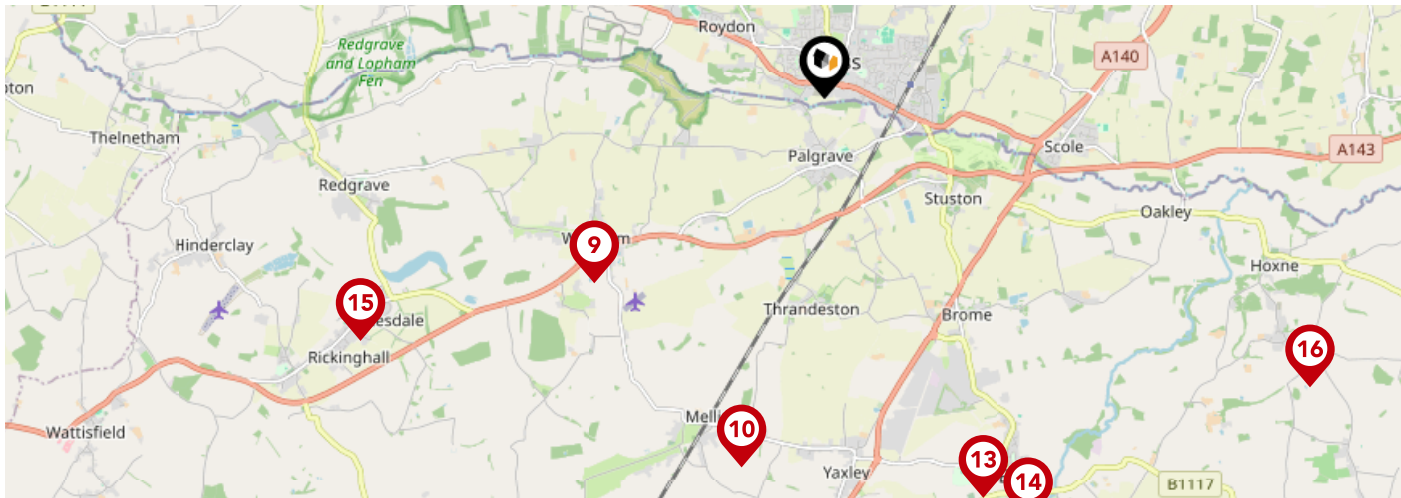 Roydon
Redgrave
and Lopham
Fen
A140
Thelnetham
Palgrave
Scole
A143
Redgrave
Stuston
Oakley
Hinderclay
9
Hoxne
15
Thrandeston
Brome
Rickinghall
16
Wattisfield
10
Yaxley
13
14
B1117